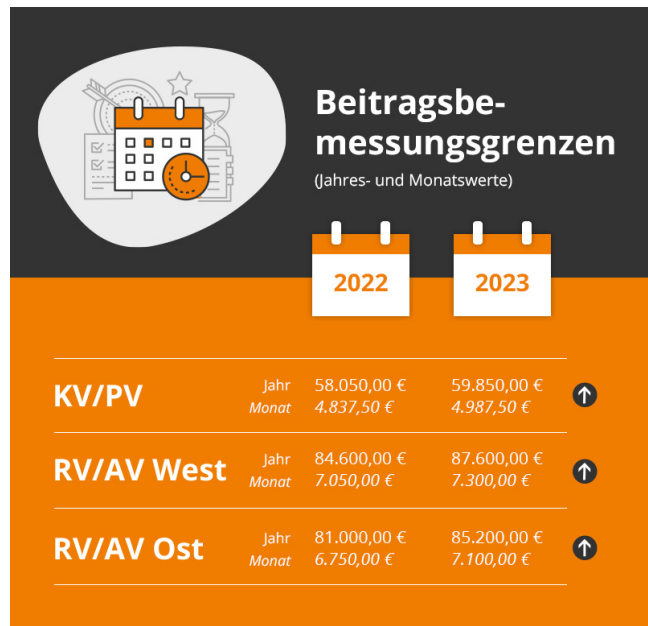 Beitragsbe-
messungsgrenzen
(Jahres- und Monatswerte)
2022 2023
KV/PV Jahr 58.050,00 € 59.850,00 €
Monat 4.837,50 € 4.987,50 €
RV/AV West Jahr 84.600,00 € 87.600,00 €
Monat 7.050,00 € 7.300,00 €
RV/AV Ost Jahr 81.000,00 € 85.200,00 €
Monat 6.750,00 € 7.100,00 €